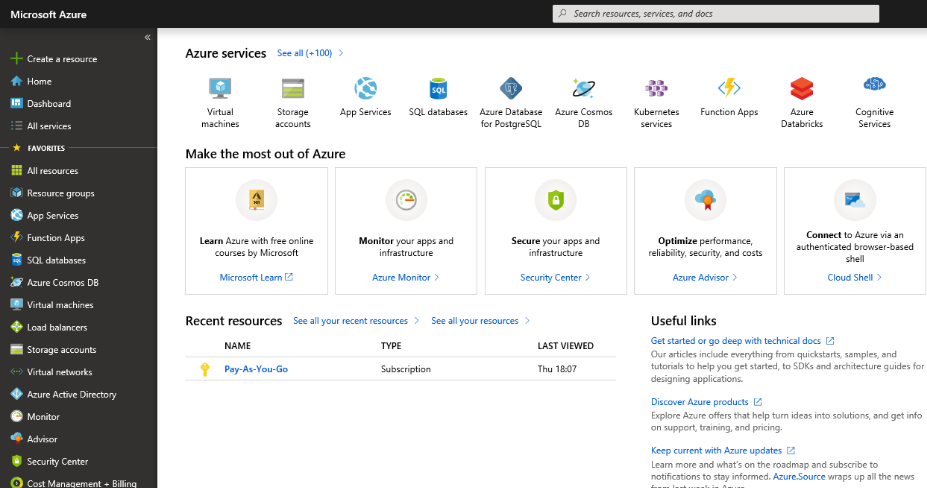 Microsoft Azure
Search resources, services, and docs
«
Create a resource
Home
Dashboard
All services
FAVORITES
All resources
Resource groups
App Services
Function Apps
SQL databases
Azure Cosmos DB
Virtual machines
Load balancers
Storage accounts
Virtual networks
Azure Active Directory
Monitor
Advisor
Security Center
Cost Management + Billing
Azure services See all (+100)
Virtual
machines
Storage
accounts
App Services
SQL
SQL databases
Azure Database
for PostgreSQL
Azure Cosmos
DB
Kubernetes
services
Function Apps
Azure
Databricks
Cognitive
Services
Make the most out of Azure
Learn Azure with free online
courses by Microsoft
Microsoft Learn
Monitor your apps and
infrastructure
Azure Monitor
Secure your apps and
infrastructure
Security Center
Optimize performance,
reliability, security, and costs
Azure Advisor
Connect to Azure via an
authenticated browser-based
shell
Cloud Shell
Recent resources See all your recent resources See all your resources
NAME TYPE LAST VIEWED
Pay-As-You-Go Subscription Thu 18:07
Useful links
Get started or go deep with technical docs
Our articles include everything from quickstarts, samples, and
tutorials to help you get started, to SDKs and architecture guides for
designing applications.
Discover Azure products
Explore Azure offers that help turn ideas into solutions, and get info
on support, training, and pricing.
Keep current with Azure updates
Learn more and what's on the roadmap and subscribe to
notifications to stay informed. Azure.Source wraps up all the news
from last week in Azure.